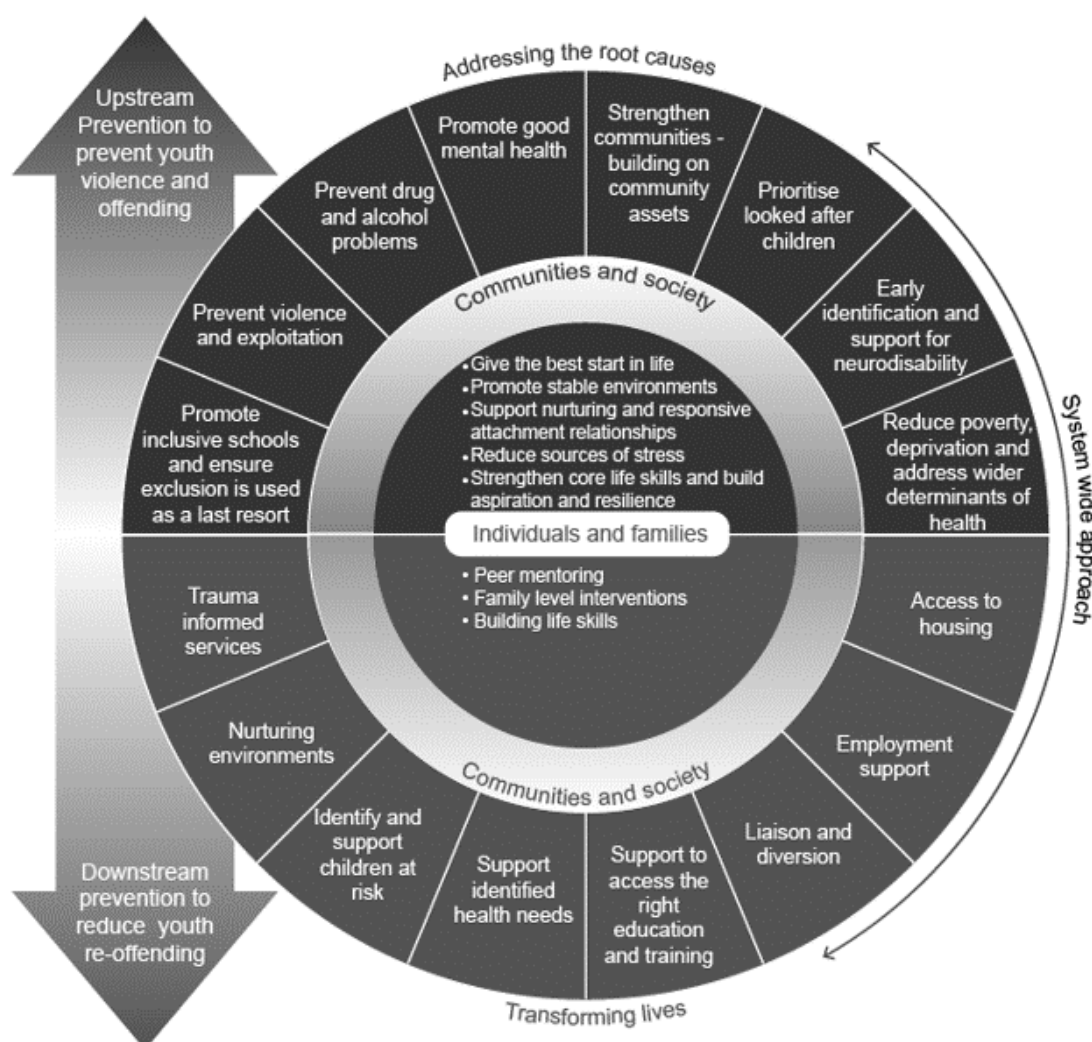 Addressing the root causes
Upstream
Prevention to
prevent youth
violence and
offending
Promote inclusive schools
Promote
inclusive schools
and ensure
exclusion is used
as a last resort
Prevent violence
and exploitation
Prevent drug
and alcohol
problems
Promote good
mental health
Strengthen
communities -
building on
community
assets
Prioritise
looked after
children
Early
identification and
support for
neurodisability
Reduce poverty,
deprivation and
address wider
determinants of
health
System wide approach
Communities and society
•Give the best start in life
•Promote stable environments
•Support nurturing and responsive
attachment relationships
•Reduce sources of stress
•Strengthen core life skills and build
aspiration and resilience
Individuals and families
• Peer mentoring
• Family level interventions
• Building life skills
Communities and society
Trauma
informed
services
Nurturing
environments
Identify and
support
children at
risk
Support
identified
health needs
Support to
access the
right
education
and training
Liaison and
diversion
Employment
support
Access to
housing
Downstream
prevention to
reduce youth
re-offending
Transforming lives